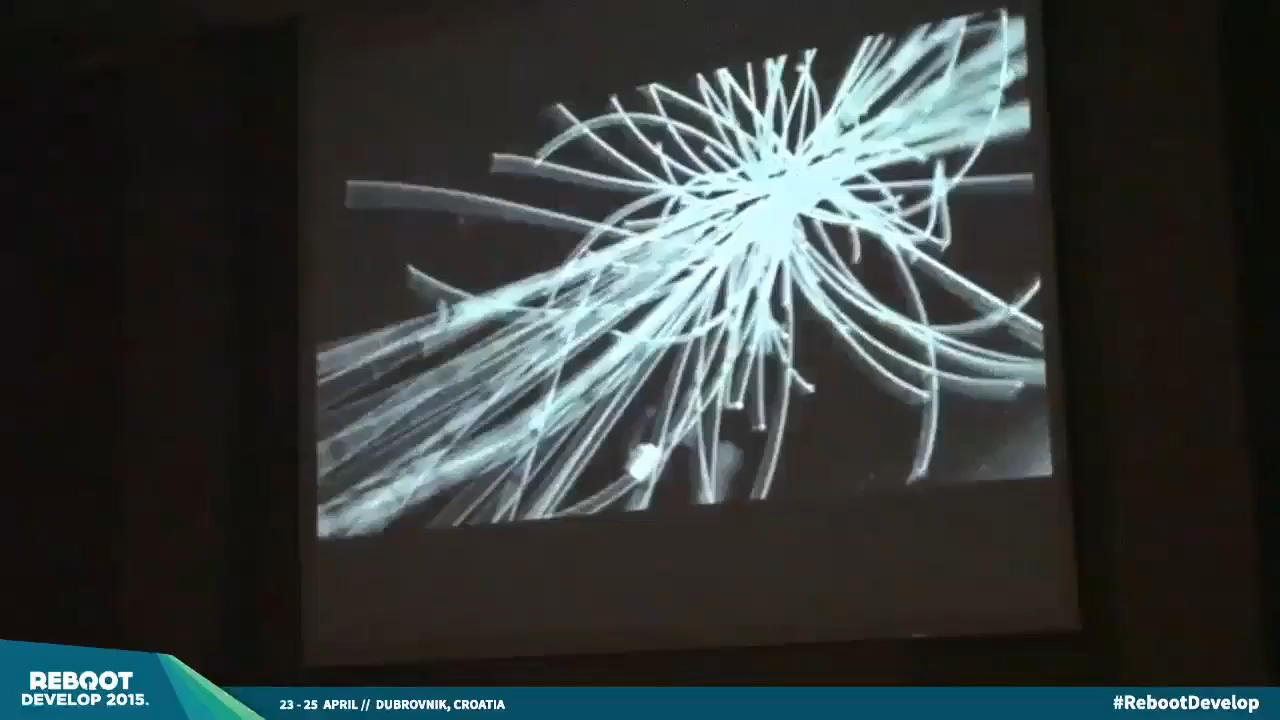 REBOOT
DEVELOP 2015.
23 - 25 APRIL // DUBROVNIK, CROATIA
#RebootDevelop